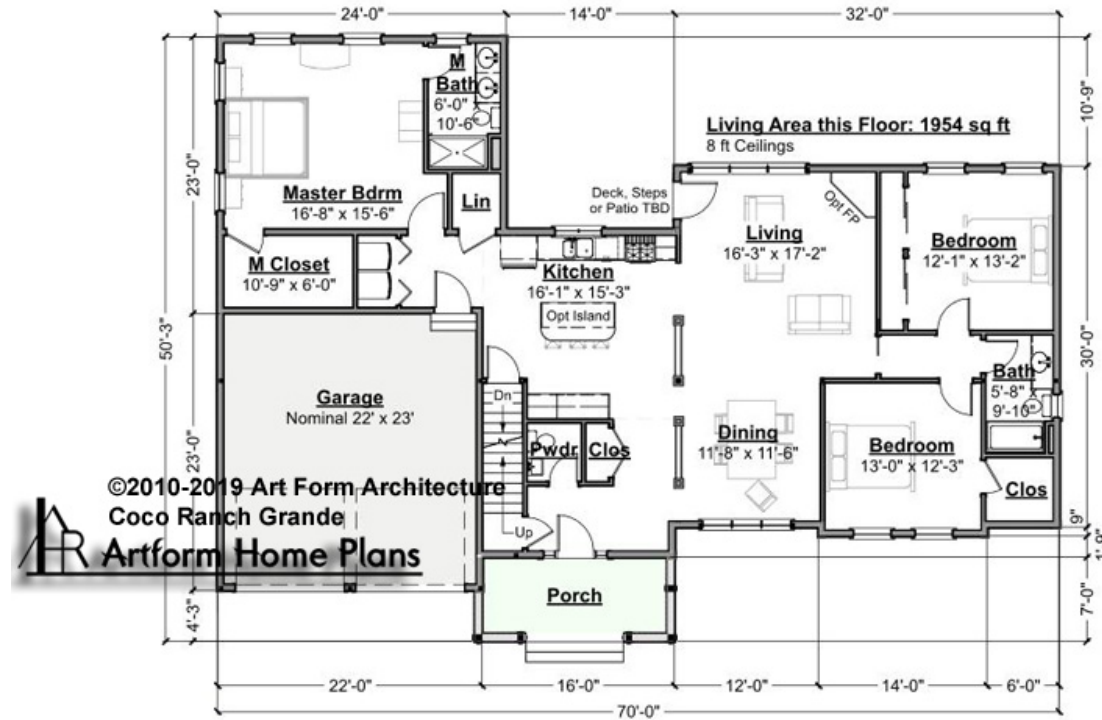 24'-0"
14'-0"
32'-0"
M
Bath
6'-0" x
10'-6"
10'-9"
Living Area this Floor: 1954 sq ft
8 ft Ceilings
23'-0"
Master Bdrm
16'-8" x 15'-6"
Lin
Deck, Steps
or Patio TBD
Opt FP
Living
16'-3" x 17'-2"
Bedroom
12'-1" x 13'-2"
M Closet
10'-9" x 6'-0"
Kitchen
16'-1" x 15'-3"
Opt Island
50'-3"
30'-0"
Garage
Nominal 22' x 23'
Dn
Bath
5'-8" x
9'-10"
23'-0"
Pwdr
Clos
Dining
11'-8" x 11'-6"
Bedroom
13'-0" x 12'-3"
Clos
©2010-2019 Art Form Architecture
Coco Ranch Grande
Artform Home Plans
Up
9"
1'-9"
Porch
4'-3"
7'-0"
22'-0"
16'-0"
12'-0"
14'-0"
6'-0"
70'-0"